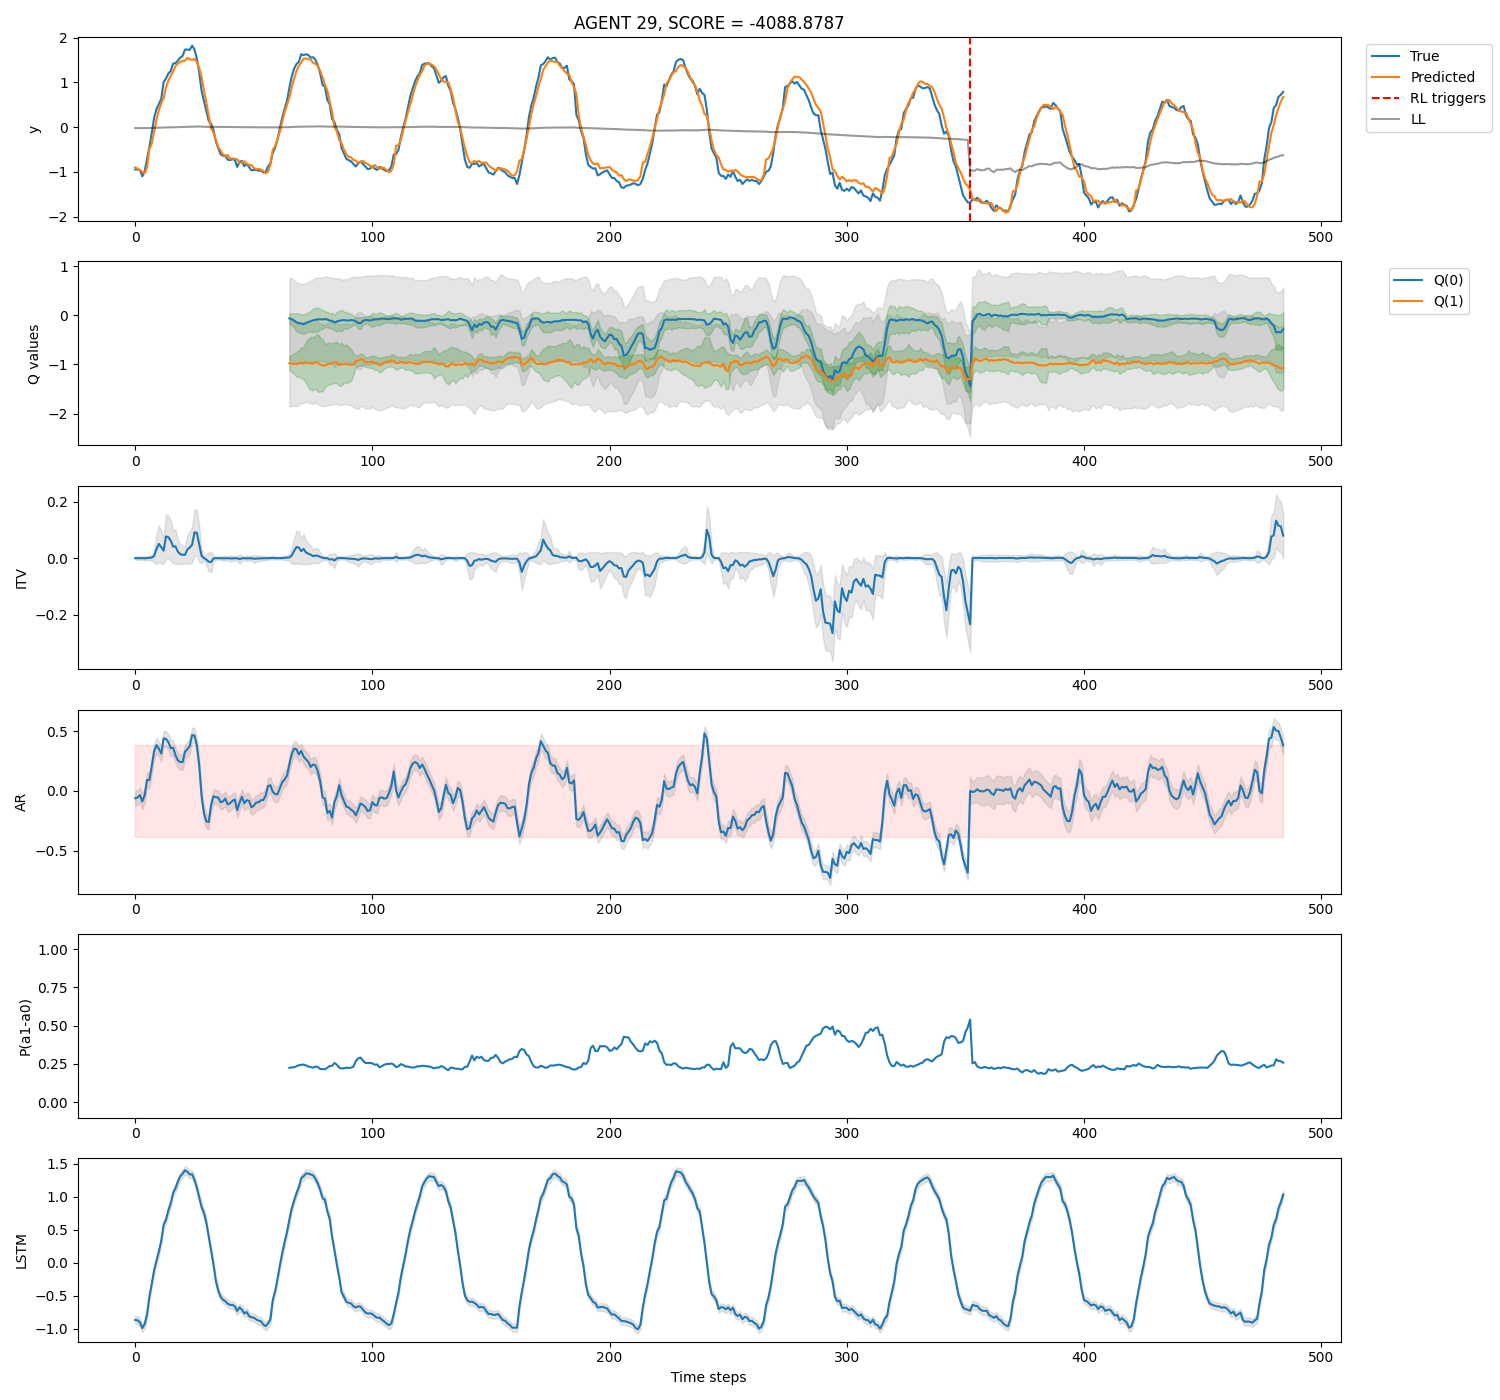 AGENT 29, SCORE = -4088.8787
2
1
0
−1
−2
y
0 100 200 300 400 500
True
Predicted
RL triggers
LL
1
0
−1
−2
Q values
0 100 200 300 400 500
Q(0)
Q(1)
0.2
0.0
−0.2
ITV
0 100 200 300 400 500
0.5
0.0
−0.5
AR
0 100 200 300 400 500
1.00
0.75
0.50
0.25
0.00
P(a1-a0)
0 100 200 300 400 500
1.5
1.0
0.5
0.0
−0.5
−1.0
LSTM
0 100 200 300 400 500
Time steps